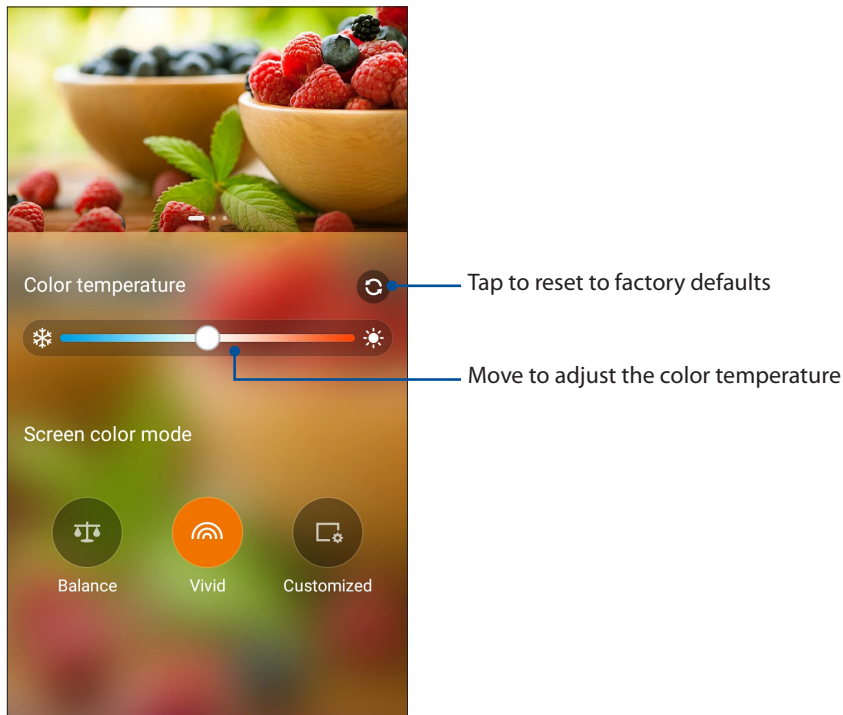 Color temperature
Tap to reset to factory defaults
Move to adjust the color temperature
Screen color mode
Balance
Vivid
Customized